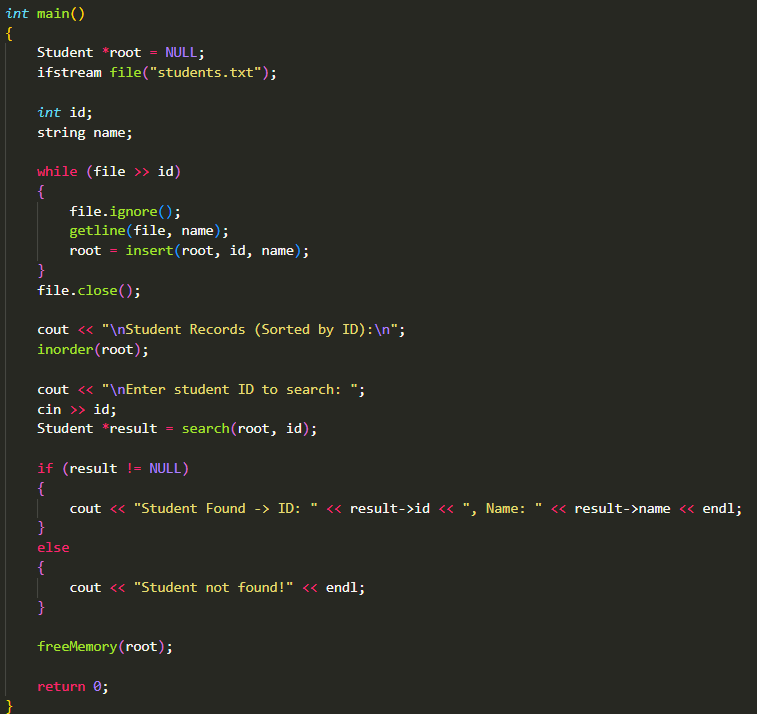 int main()
{
    Student *root = NULL;
    ifstream file("students.txt");

    int id;
    string name;

    while (file >> id)
    {
        file.ignore();
        getline(file, name);
        root = insert(root, id, name);
    }
    file.close();

    cout << "\nStudent Records (Sorted by ID):\n";
    inorder(root);

    cout << "\nEnter student ID to search: ";
    cin >> id;
    Student *result = search(root, id);

    if (result != NULL)
    {
        cout << "Student Found -> ID: " << result->id << ", Name: " << result->name << endl;
    }
    else
    {
        cout << "Student not found!" << endl;
    }

    freeMemory(root);

    return 0;
}